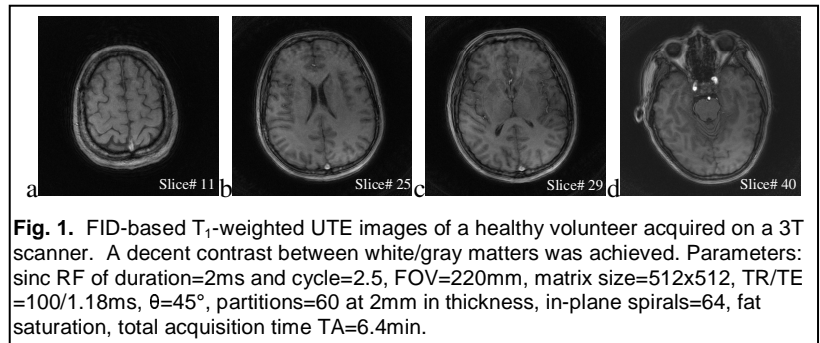 a Slice# 11 b Slice# 25 c Slice# 29 d Slice# 40
Fig. 1. FID-based T₁-weighted UTE images of a healthy volunteer acquired on a 3T
scanner. A decent contrast between white/gray matters was achieved. Parameters:
sinc RF of duration=2ms and cycle=2.5, FOV=220mm, matrix size=512x512, TR/TE
=100/1.18ms, θ=45°, partitions=60 at 2mm in thickness, in-plane spirals=64, fat
saturation, total acquisition time TA=6.4min.